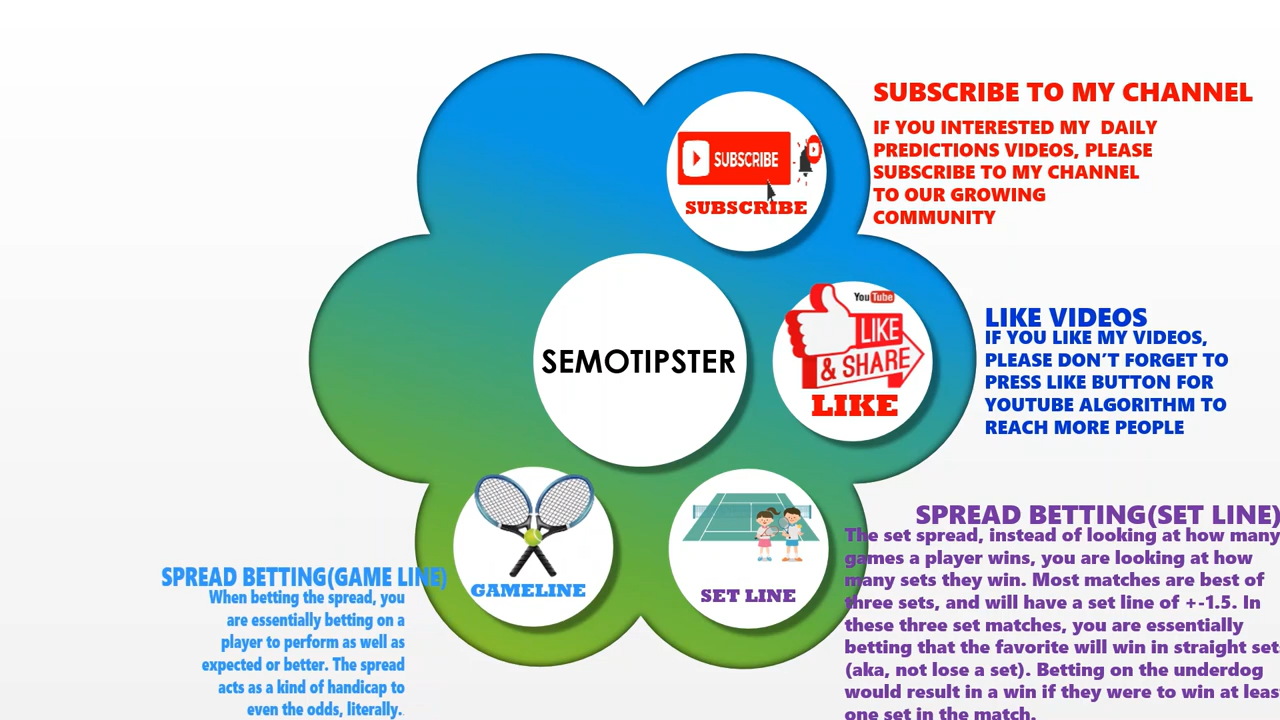 SUBSCRIBE TO MY CHANNEL
IF YOU INTERESTED MY DAILY
PREDICTIONS VIDEOS, PLEASE
SUBSCRIBE TO MY CHANNEL
TO OUR GROWING
COMMUNITY
SUBSCRIBE
SUBSCRIBE
SEMOTIPSTER
YouTube
LIKE
& SHARE
LIKE
LIKE VIDEOS
IF YOU LIKE MY VIDEOS,
PLEASE DON'T FORGET TO
PRESS LIKE BUTTON FOR
YOUTUBE ALGORITHM TO
REACH MORE PEOPLE
GAMELINE
SET LINE
SPREAD BETTING(GAME LINE)
When betting the spread, you
are essentially betting on a
player to perform as well as
expected or better. The spread
acts as a kind of handicap to
even the odds, literally.
SPREAD BETTING(SET LINE)
The set spread, instead of looking at how many
games a player wins, you are looking at how
many sets they win. Most matches are best of
three sets, and will have a set line of +-1.5. In
these three set matches, you are essentially
betting that the favorite will win in straight set
(aka, not lose a set). Betting on the underdog
would result in a win if they were to win at leas
one set in the match.